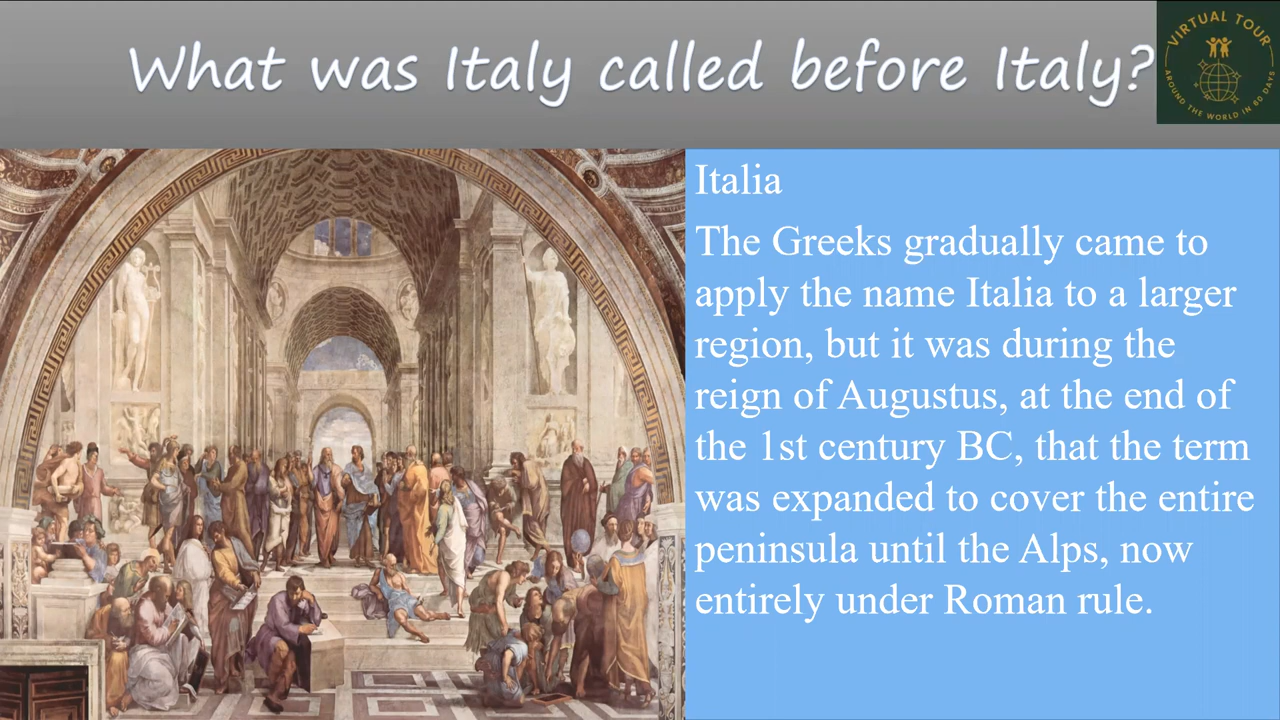 What was Italy called before Italy?
VIRTUAL TOUR
AROUND THE WORLD IN 60 DAYS
Italia
The Greeks gradually came to
apply the name Italia to a larger
region, but it was during the
reign of Augustus, at the end of
the 1st century BC, that the term
was expanded to cover the entire
peninsula until the Alps, now
entirely under Roman rule.